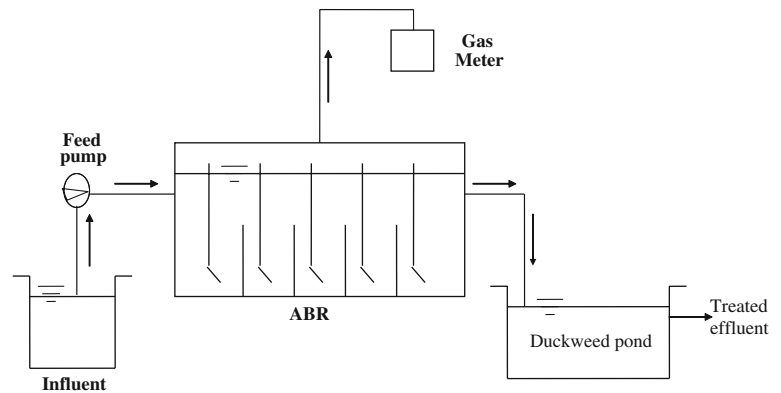 Gas
Meter
Feed
pump
ABR
Treated
effluent
Duckweed pond
Influent